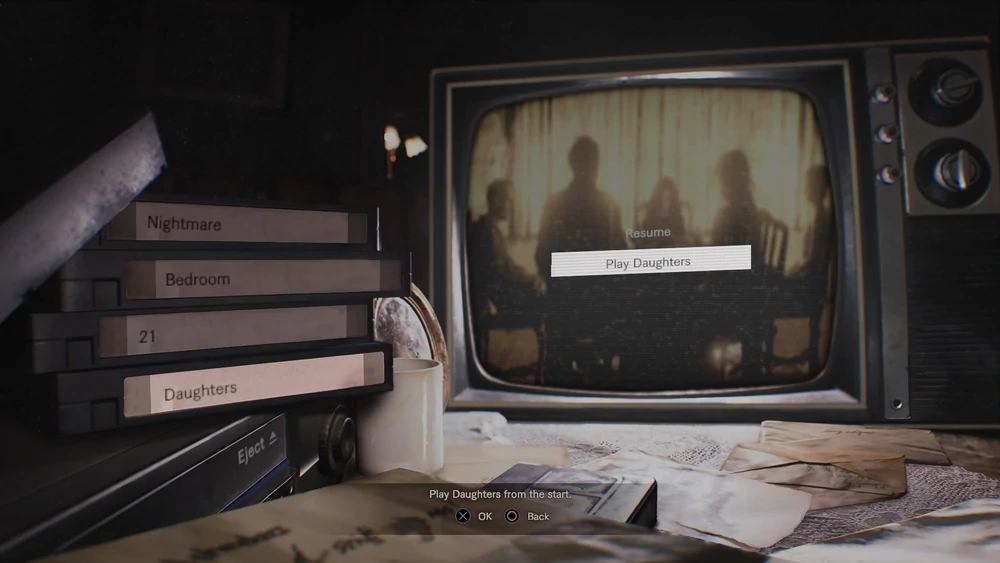 Nightmare
Bedroom
21
Daughters
Eject
Resume
Play Daughters
Play Daughters from the start.
OK
Back